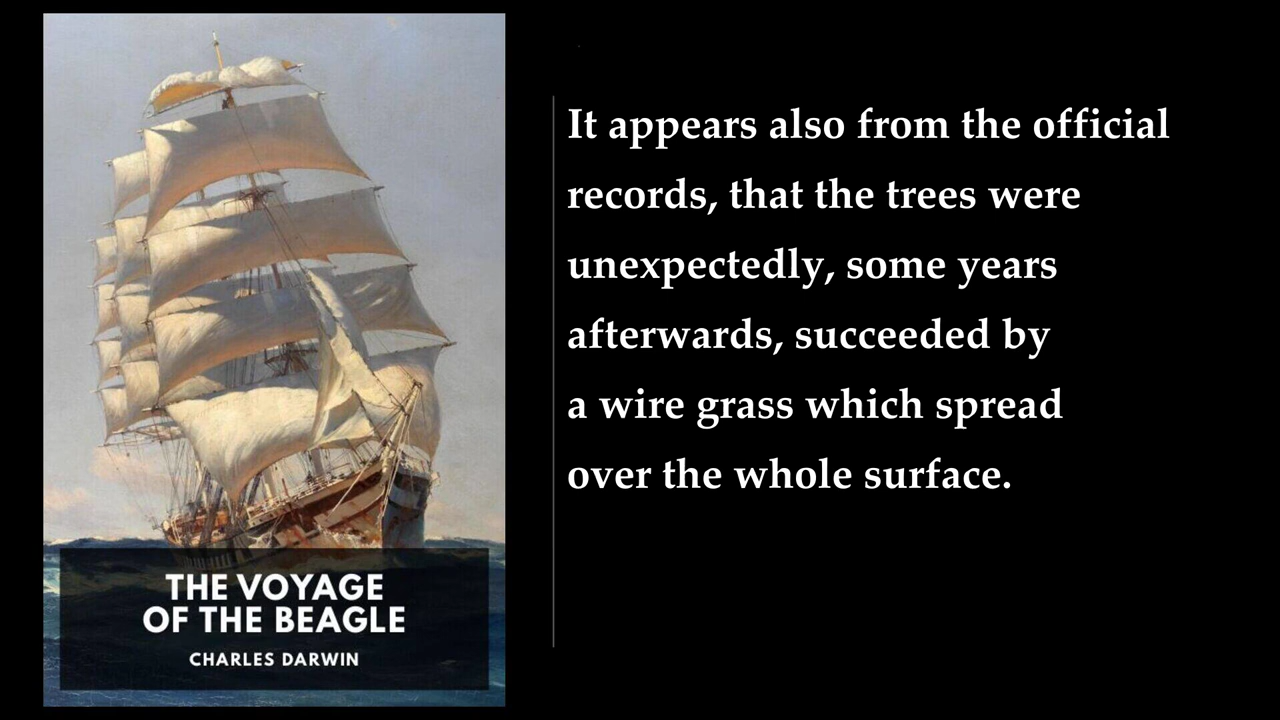 THE VOYAGE
OF THE BEAGLE
CHARLES DARWIN
It appears also from the official
records, that the trees were
unexpectedly, some years
afterwards, succeeded by
a wire grass which spread
over the whole surface.